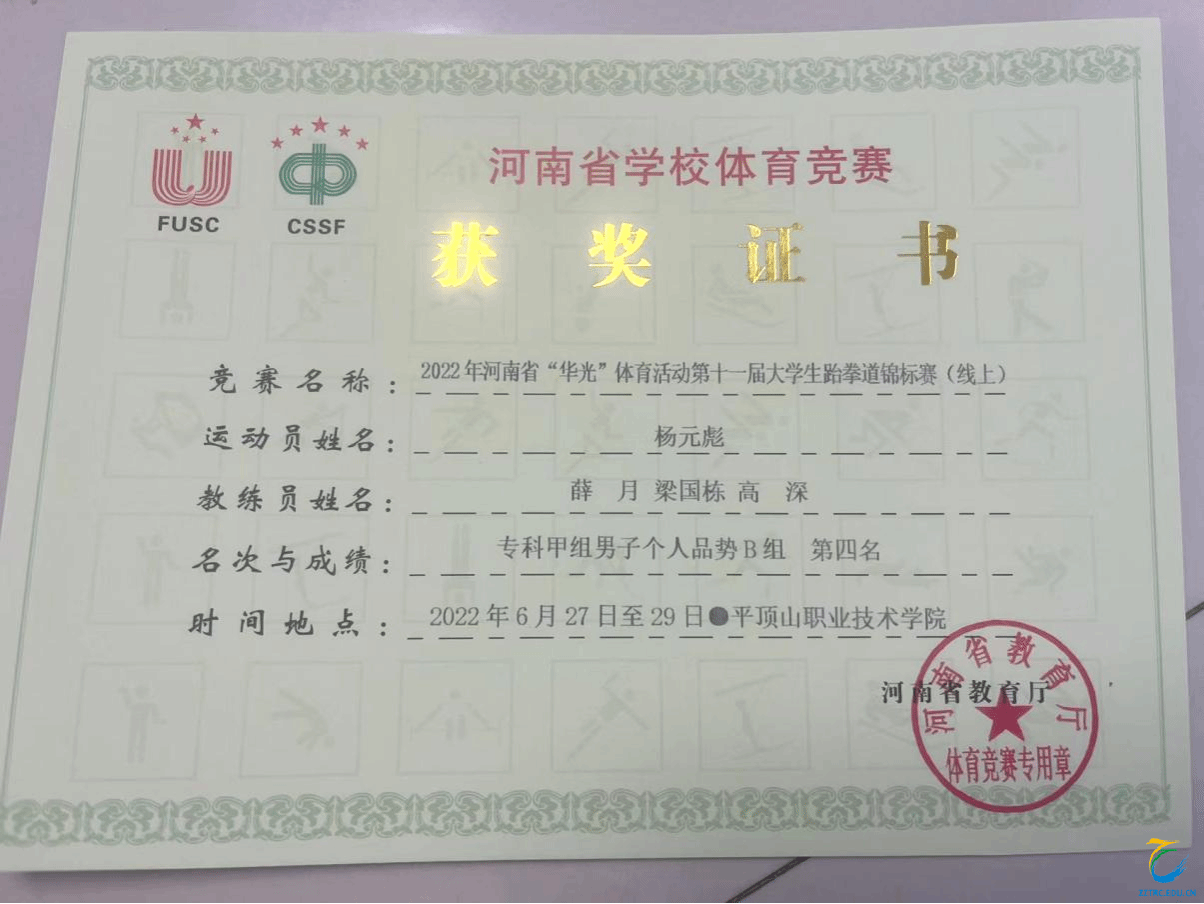 FUSC
CSSF
河南省学校体育竞赛
获奖证书
竞赛名称：2022年河南省“华光”体育活动第十一届大学生跆拳道锦标赛（线上）
运动员姓名：杨元彪
教练员姓名：薛 月 梁国栋 高 深
名次与成绩：专科甲组男子个人品势B组 第四名
时间地点：2022年6月27日至29日●平顶山职业技术学院
河南省教育厅
河南省教育厅
体育竞赛专用章